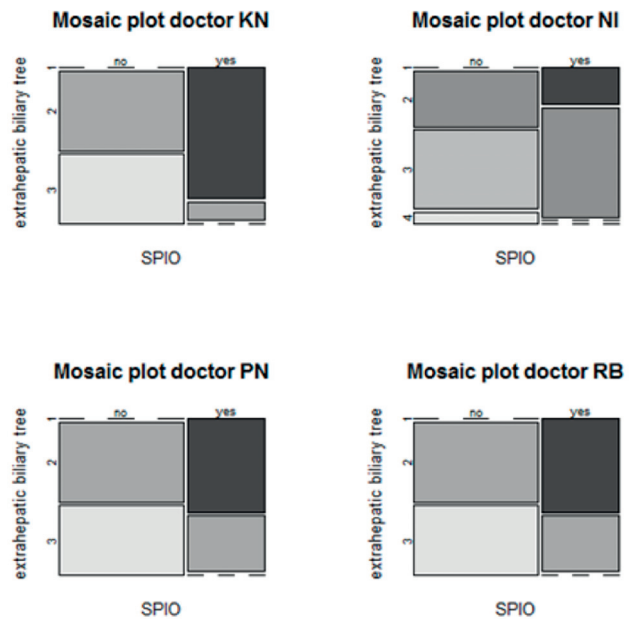 Mosaic plot doctor KN
no yes
extrahepatic biliary tree
1
2
3
SPIO
Mosaic plot doctor NI
no yes
extrahepatic biliary tree
1
2
3
4
SPIO
Mosaic plot doctor PN
no yes
extrahepatic biliary tree
1
2
3
SPIO
Mosaic plot doctor RB
no yes
extrahepatic biliary tree
1
2
3
SPIO